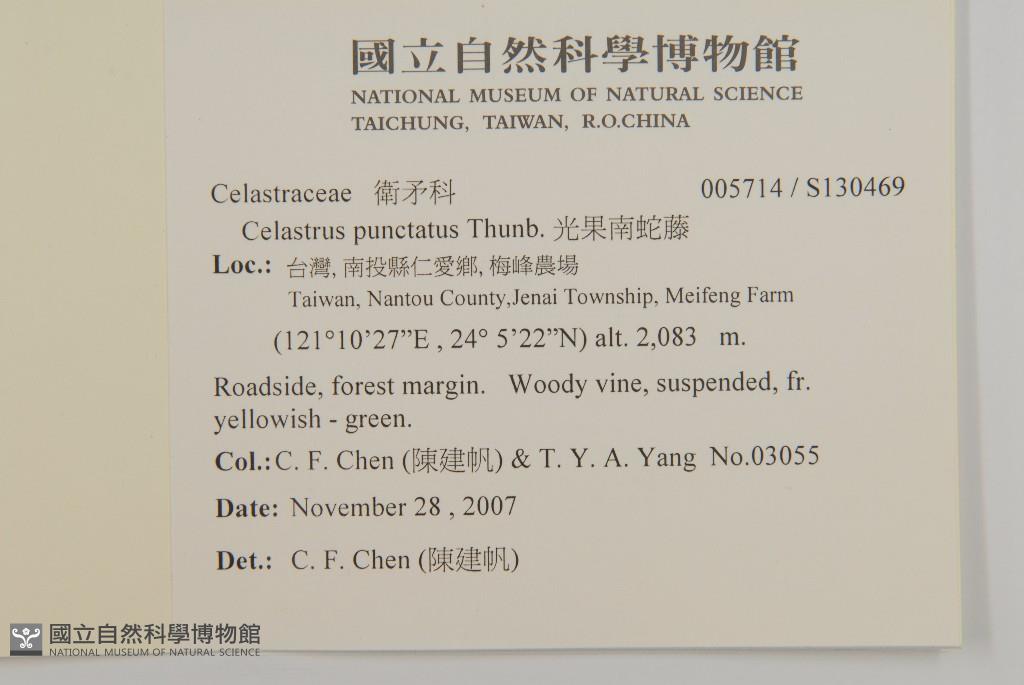 國立自然科學博物館
NATIONAL MUSEUM OF NATURAL SCIENCE
TAICHUNG, TAIWAN, R.O.CHINA
Celastraceae 衛矛科 005714 / S130469
Celastrus punctatus Thunb. 光果南蛇藤
Loc.: 台灣, 南投縣仁愛鄉, 梅峰農場
Taiwan, Nantou County,Jenai Township, Meifeng Farm
(121°10’27”E , 24° 5’22”N) alt. 2,083 m.
Roadside, forest margin. Woody vine, suspended, fr.
yellowish - green.
Col.: C. F. Chen (陳建帆) & T. Y. A. Yang No.03055
Date: November 28 , 2007
Det.: C. F. Chen (陳建帆)
國立自然科學博物館
NATIONAL MUSEUM OF NATURAL SCIENCE